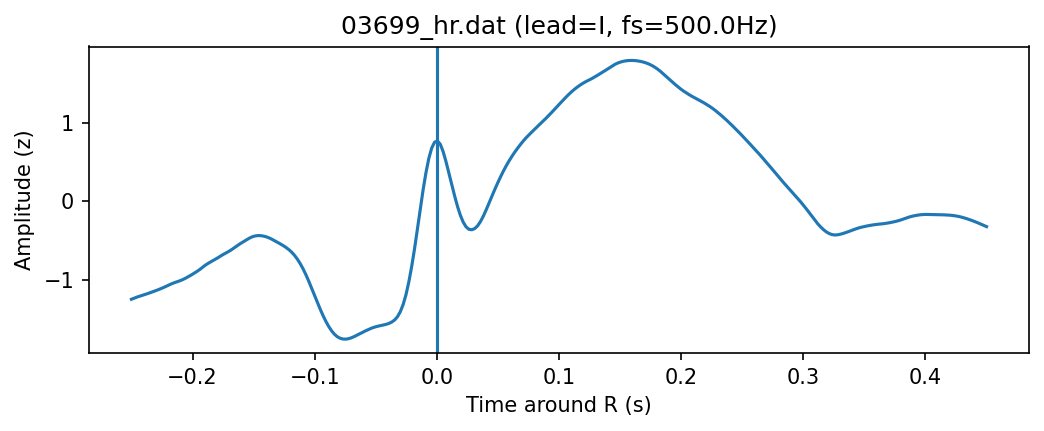 03699_hr.dat (lead=I, fs=500.0Hz)
Amplitude (z)
1
0
−1
−0.2 −0.1 0.0 0.1 0.2 0.3 0.4
Time around R (s)